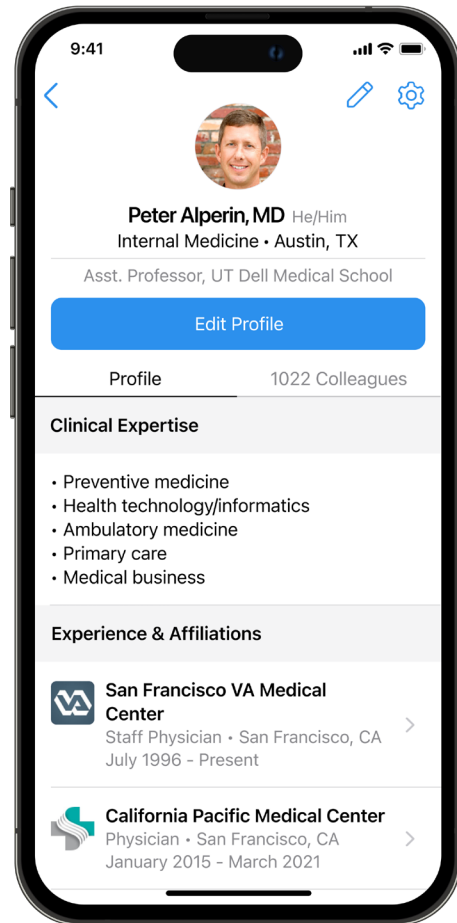 9:41
Peter Alperin, MD He/Him
Internal Medicine • Austin, TX
Asst. Professor, UT Dell Medical School
Edit Profile
Profile 1022 Colleagues
Clinical Expertise
• Preventive medicine
• Health technology/informatics
• Ambulatory medicine
• Primary care
• Medical business
Experience & Affiliations
VA
San Francisco VA Medical
Center
Staff Physician • San Francisco, CA
July 1996 - Present
California Pacific Medical Center
Physician • San Francisco, CA
January 2015 - March 2021